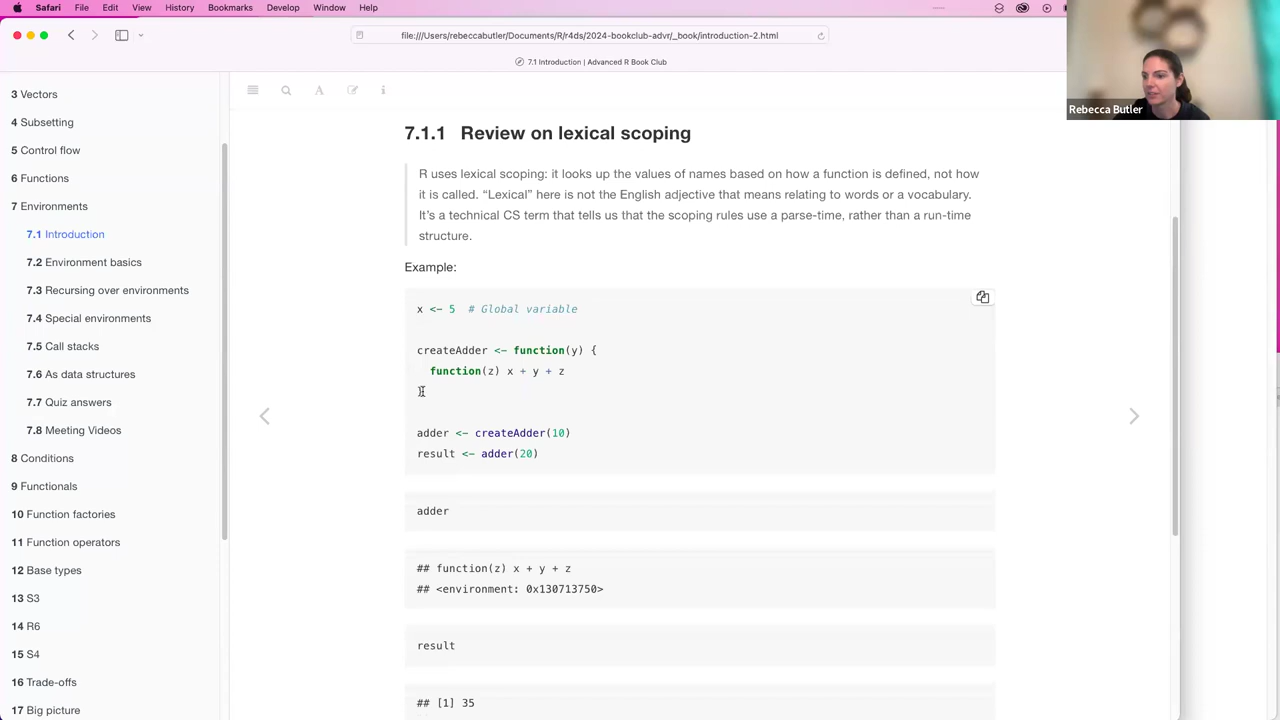 Safari File Edit View History Bookmarks Develop Window Help
file:///Users/rebeccabutler/Documents/R/r4ds/2024-bookclub-advr/_book/introduction-2.html
7.1 Introduction | Advanced R Book Club
Rebecca Butler
3 Vectors
4 Subsetting
5 Control flow
6 Functions
7 Environments
7.1 Introduction
7.2 Environment basics
7.3 Recursing over environments
7.4 Special environments
7.5 Call stacks
7.6 As data structures
7.7 Quiz answers
7.8 Meeting Videos
8 Conditions
9 Functionals
10 Function factories
11 Function operators
12 Base types
13 S3
14 R6
15 S4
16 Trade-offs
17 Big picture
7.1.1 Review on lexical scoping
R uses lexical scoping: it looks up the values of names based on how a function is defined, not how
it is called. “Lexical” here is not the English adjective that means relating to words or a vocabulary.
It’s a technical CS term that tells us that the scoping rules use a parse-time, rather than a run-time
structure.
Example:
x <- 5 # Global variable
createAdder <- function(y) {
function(z) x + y + z
}
adder <- createAdder(10)
result <- adder(20)
adder
## function(z) x + y + z
## <environment: 0x130713750>
result
## [1] 35